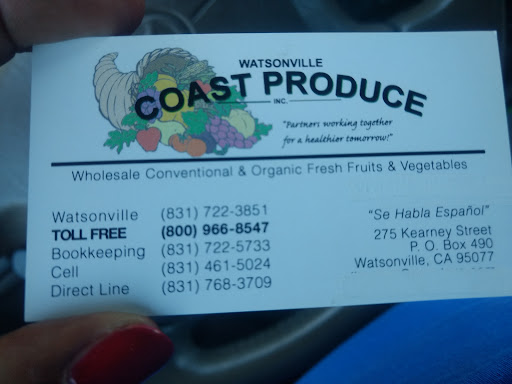 WATSONVILLE
COAST PRODUCE
INC.
"Partners working together
for a healthier tomorrow!"
Wholesale Conventional & Organic Fresh Fruits & Vegetables
Watsonville (831) 722-3851
TOLL FREE (800) 966-8547
Bookkeeping (831) 722-5733
Cell (831) 461-5024
Direct Line (831) 768-3709
"Se Habla Español"
275 Kearney Street
P. O. Box 490
Watsonville, CA 95077